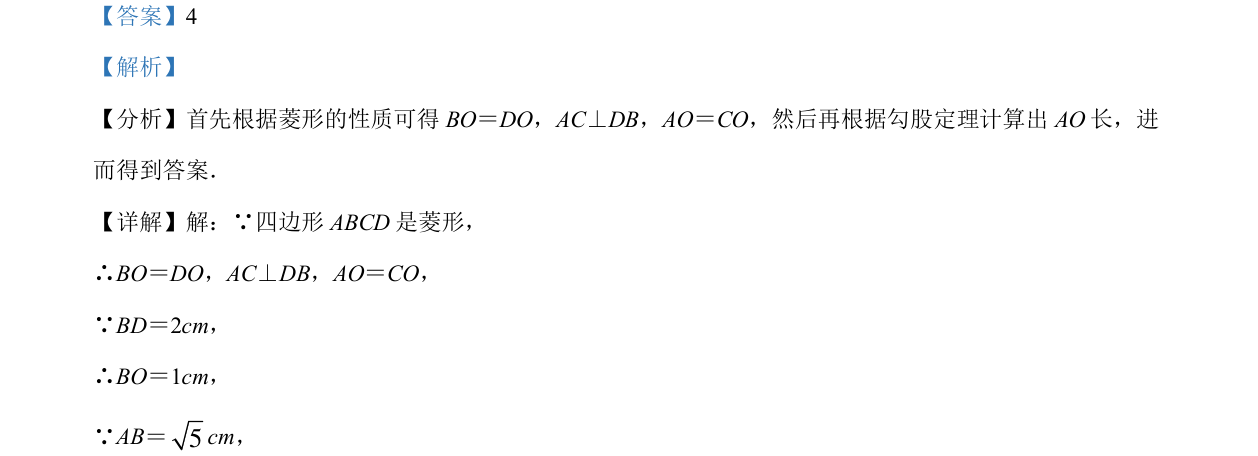 【答案】4
【解析】
【分析】首先根据菱形的性质可得 BO＝DO，AC⊥DB，AO＝CO，然后再根据勾股定理计算出 AO 长，进
而得到答案．
【详解】解：∵四边形 ABCD 是菱形，
∴BO＝DO，AC⊥DB，AO＝CO，
∵BD＝2cm，
∴BO＝1cm，
∵AB＝√5 cm，